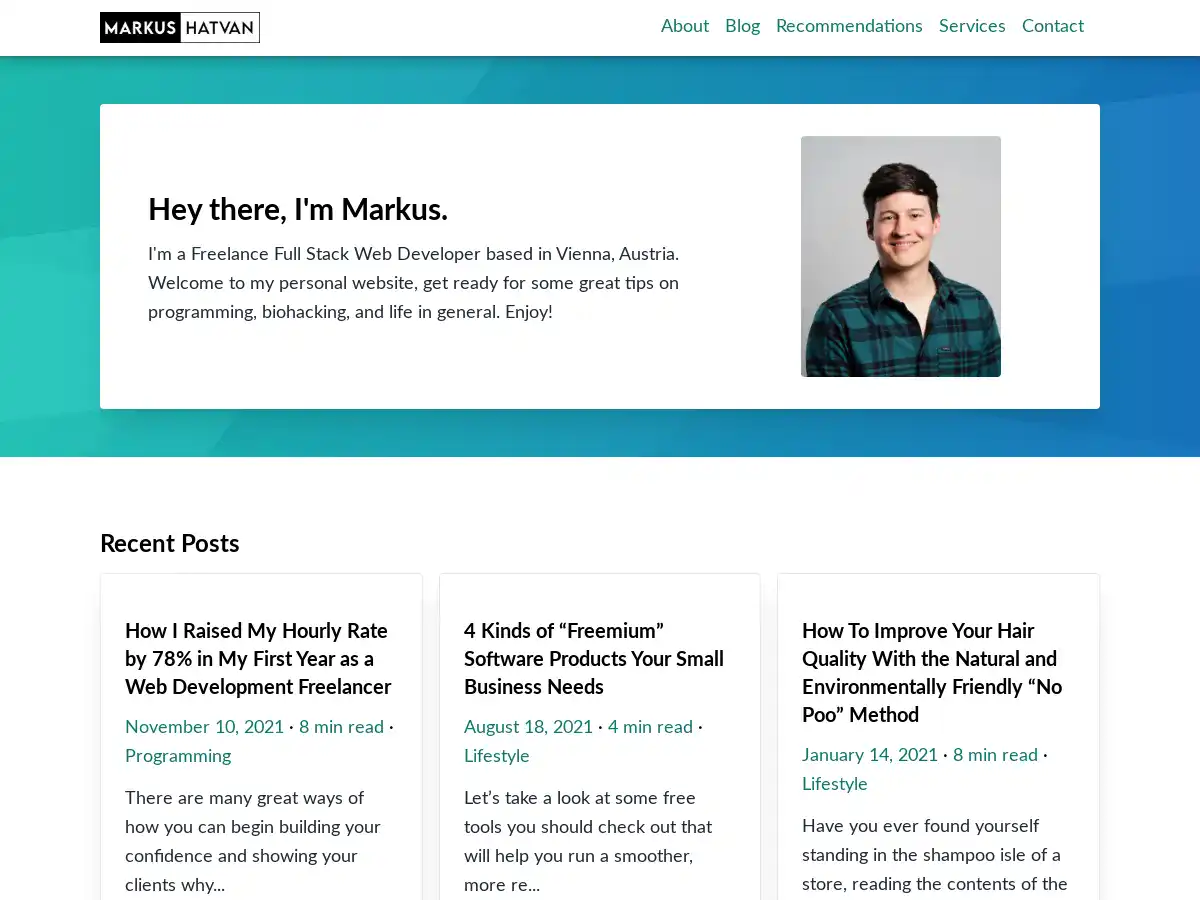 MARKUS HATVAN
About Blog Recommendations Services Contact
Hey there, I'm Markus.
I'm a Freelance Full Stack Web Developer based in Vienna, Austria.
Welcome to my personal website, get ready for some great tips on
programming, biohacking, and life in general. Enjoy!
Recent Posts
How I Raised My Hourly Rate
by 78% in My First Year as a
Web Development Freelancer
November 10, 2021 · 8 min read ·
Programming
There are many great ways of
how you can begin building your
confidence and showing your
clients why...
4 Kinds of “Freemium”
Software Products Your Small
Business Needs
August 18, 2021 · 4 min read ·
Lifestyle
Let’s take a look at some free
tools you should check out that
will help you run a smoother,
more re...
How To Improve Your Hair
Quality With the Natural and
Environmentally Friendly “No
Poo” Method
January 14, 2021 · 8 min read ·
Lifestyle
Have you ever found yourself
standing in the shampoo isle of a
store, reading the contents of the